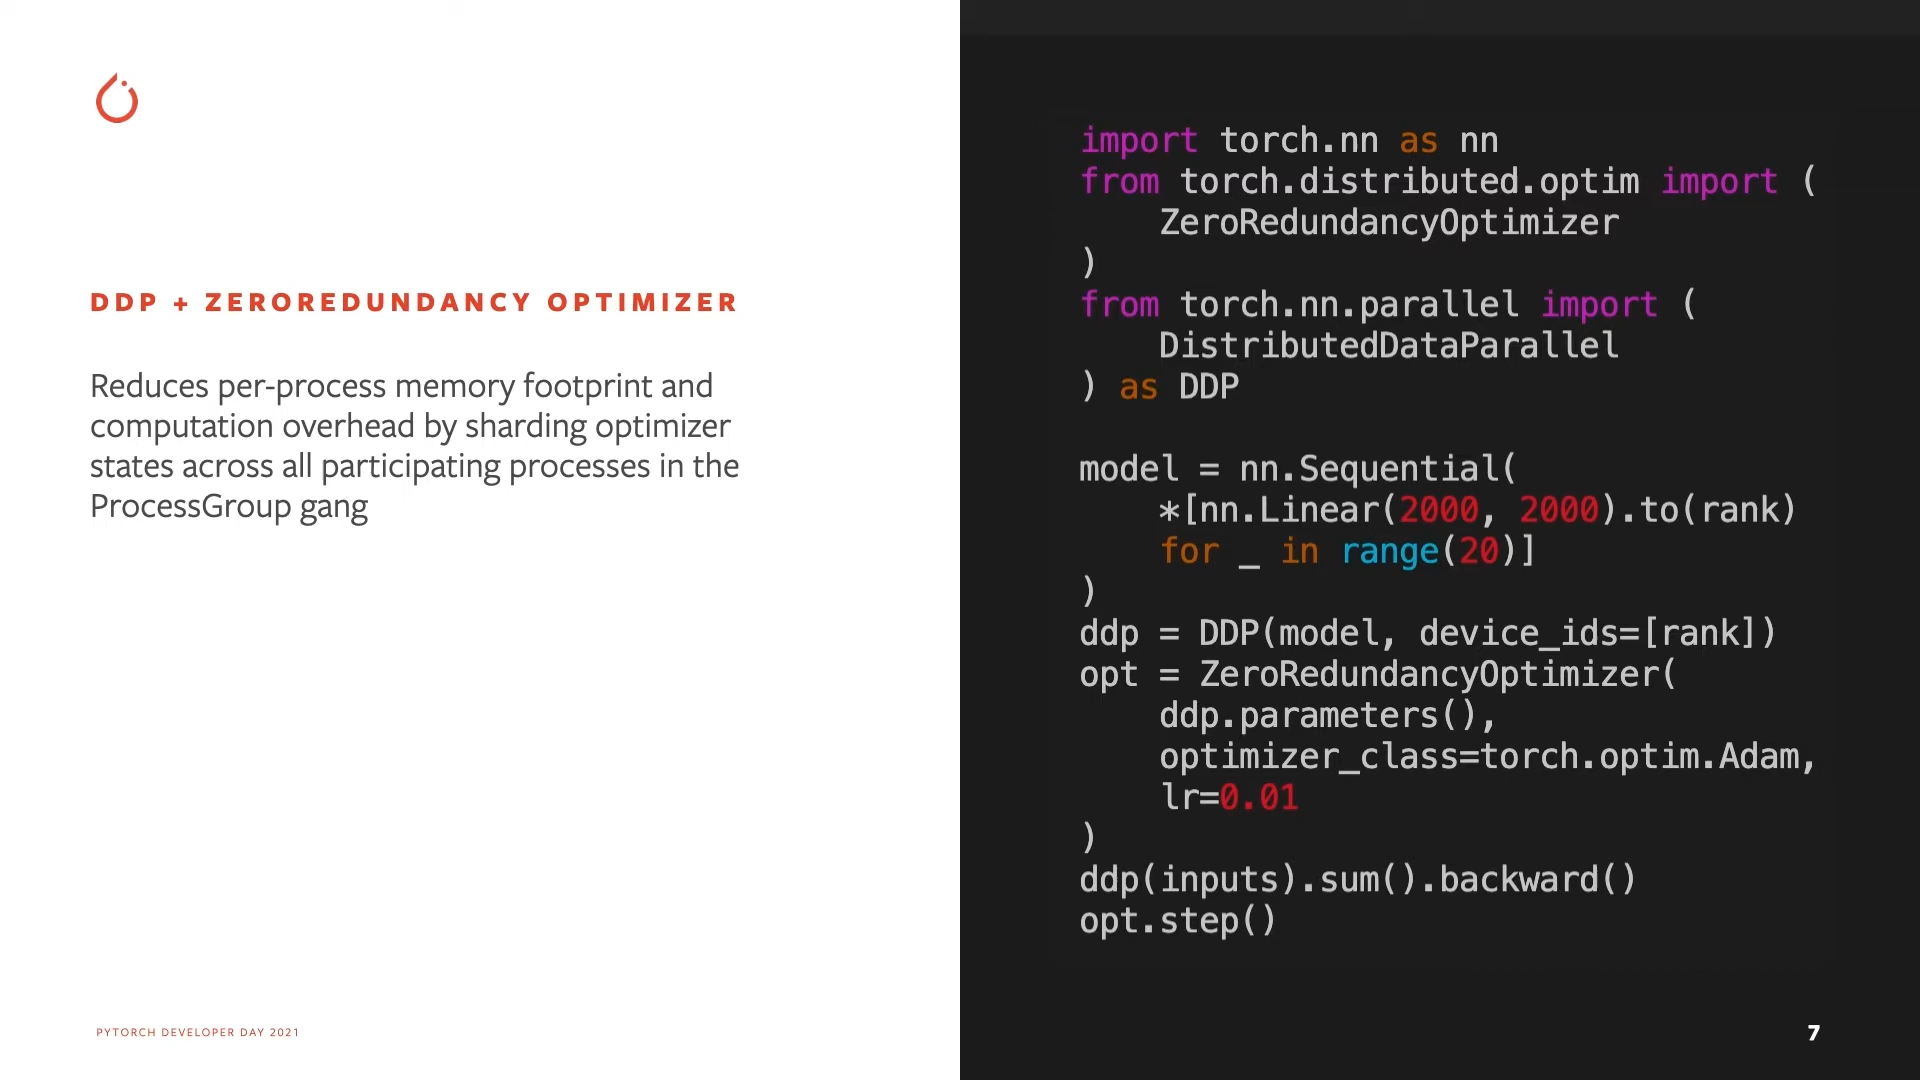 DDP + ZEROREDUNDANCY OPTIMIZER
Reduces per-process memory footprint and
computation overhead by sharding optimizer
states across all participating processes in the
ProcessGroup gang
PYTORCH DEVELOPER DAY 2021
import torch.nn as nn
from torch.distributed.optim import (
    ZeroRedundancyOptimizer
)
from torch.nn.parallel import (
    DistributedDataParallel
) as DDP

model = nn.Sequential(
    *[nn.Linear(2000, 2000).to(rank)
    for _ in range(20)]
)
ddp = DDP(model, device_ids=[rank])
opt = ZeroRedundancyOptimizer(
    ddp.parameters(),
    optimizer_class=torch.optim.Adam,
    lr=0.01
)
ddp(inputs).sum().backward()
opt.step()
7